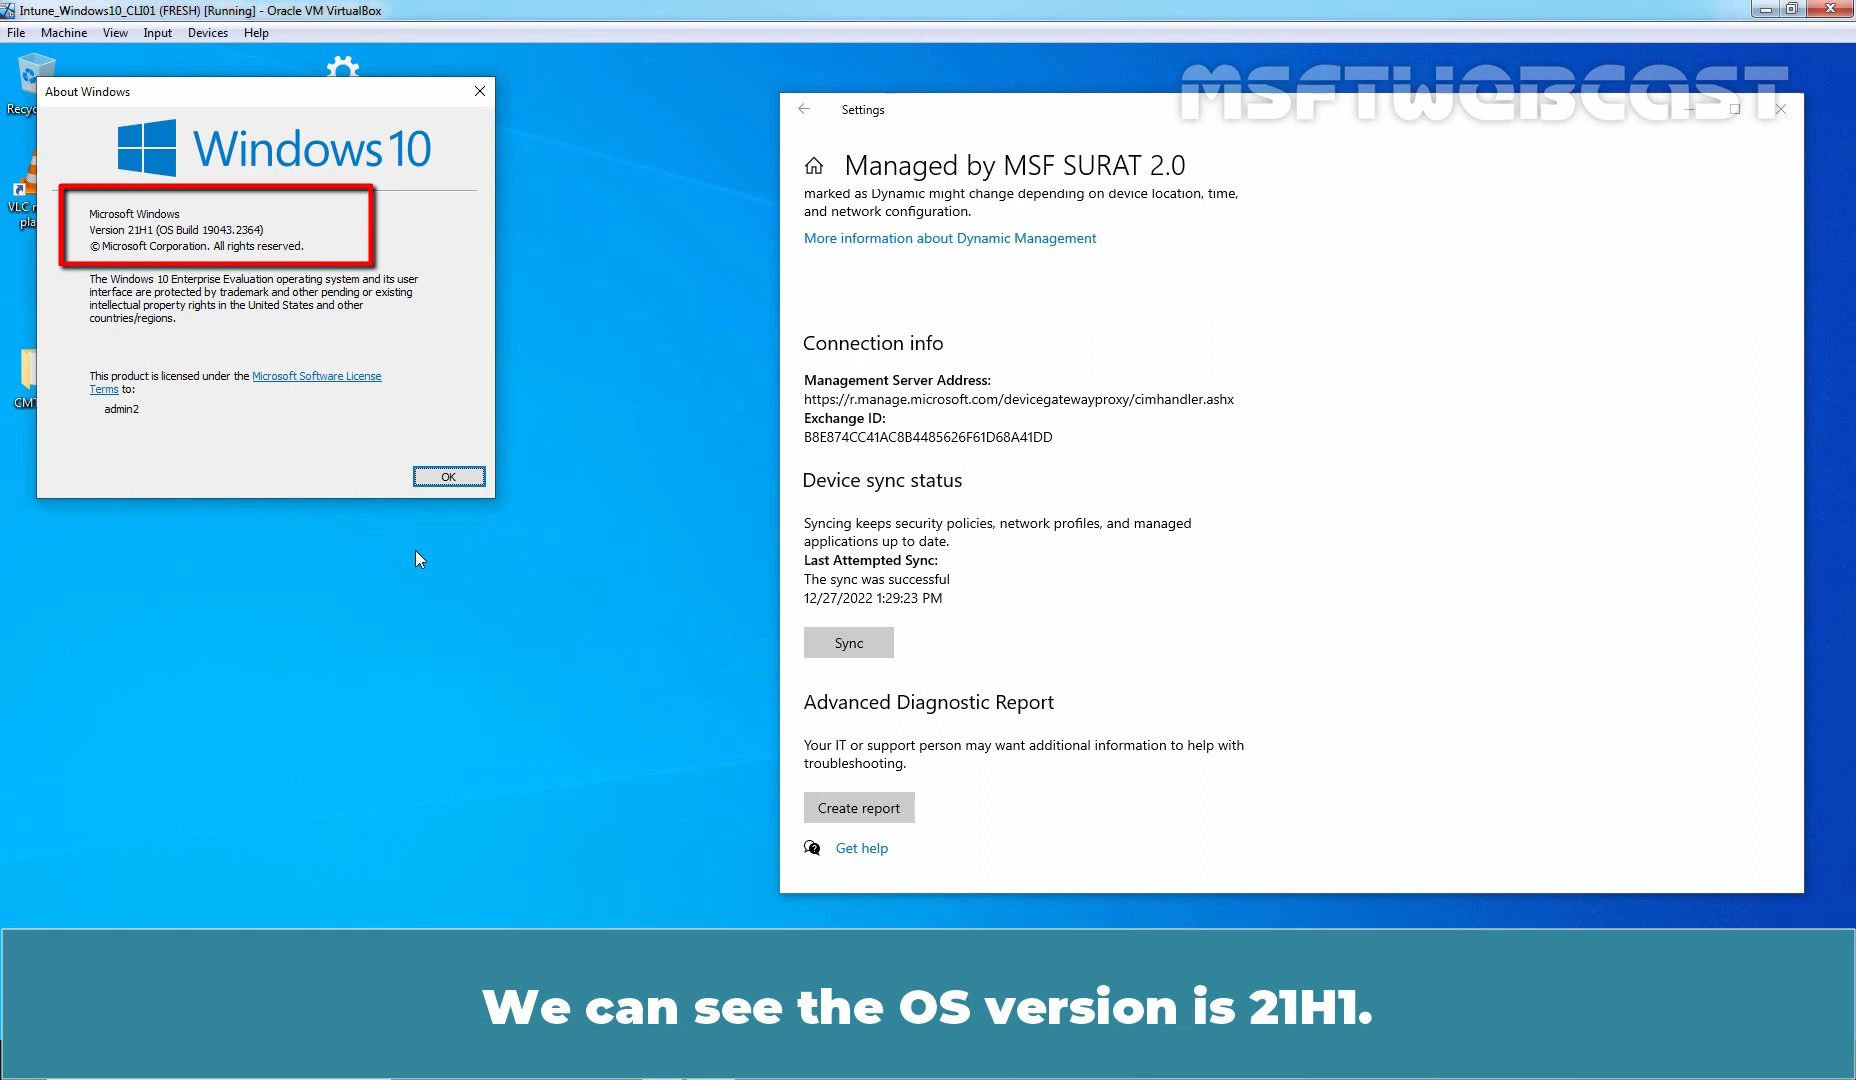 Intune_Windows10_CLI01 (FRESH) [Running] - Oracle VM VirtualBox
File Machine View Input Devices Help
MSFTWEBCAST
About Windows
Windows 10
Microsoft Windows
Version 21H1 (OS Build 19043.2364)
© Microsoft Corporation. All rights reserved.
The Windows 10 Enterprise Evaluation operating system and its user
interface are protected by trademark and other pending or existing
intellectual property rights in the United States and other
countries/regions.
This product is licensed under the Microsoft Software License
Terms to:
admin2
OK
VLC
Settings
Managed by MSF SURAT 2.0
marked as Dynamic might change depending on device location, time,
and network configuration.
More information about Dynamic Management
Connection info
Management Server Address:
https://r.manage.microsoft.com/devicegatewayproxy/cimhandler.ashx
Exchange ID:
B8E874CC41AC8B4485626F61D68A41DD
Device sync status
Syncing keeps security policies, network profiles, and managed
applications up to date.
Last Attempted Sync:
The sync was successful
12/27/2022 1:29:23 PM
Sync
Advanced Diagnostic Report
Your IT or support person may want additional information to help with
troubleshooting.
Create report
Get help
We can see the OS version is 21H1.